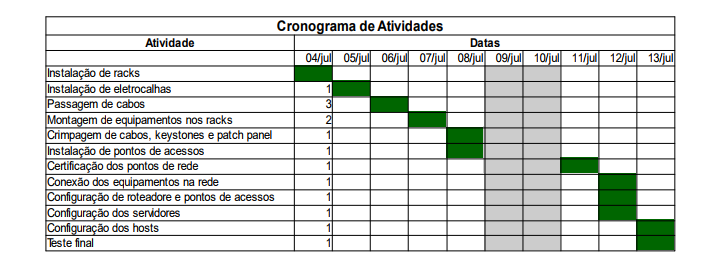 Cronograma de Atividades
Atividade Datas
04/jul 05/jul 06/jul 07/jul 08/jul 09/jul 10/jul 11/jul 12/jul 13/jul
Instalação de racks
Instalação de eletrocalhas 1
Passagem de cabos 3
Montagem de equipamentos nos racks 2
Crimpagem de cabos, keystones e patch panel 1
Instalação de pontos de acessos 1
Certificação dos pontos de rede 1
Conexão dos equipamentos na rede 1
Configuração de roteadore e pontos de acessos 1
Configuração dos servidores 1
Configuração dos hosts 1
Teste final 1